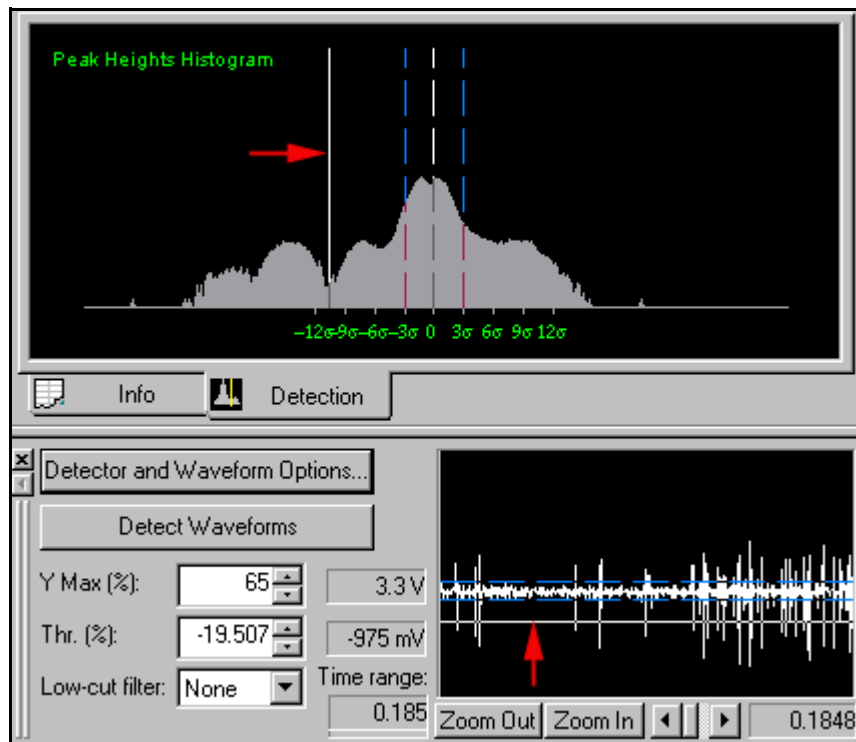 Peak Heights Histogram
-12σ-9σ-6σ-3σ 0 3σ 6σ 9σ 12σ
Info
Detection
Detector and Waveform Options...
Detect Waveforms
Y Max (%): 65 3.3 V
Thr. (%): -19.507 -975 mV
Low-cut filter: None
Time range:
0.185
Zoom Out Zoom In 0.1848